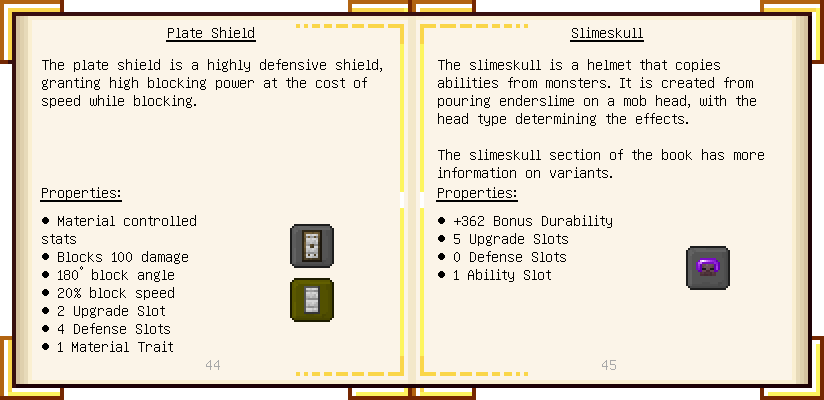 Plate Shield
The plate shield is a highly defensive shield,
granting high blocking power at the cost of
speed while blocking.
Properties:
● Material controlled
stats
● Blocks 100 damage
● 180° block angle
● 20% block speed
● 2 Upgrade Slot
● 4 Defense Slots
● 1 Material Trait
44
Slimeskull
The slimeskull is a helmet that copies
abilities from monsters. It is created from
pouring enderslime on a mob head, with the
head type determining the effects.
The slimeskull section of the book has more
information on variants.
Properties:
● +362 Bonus Durability
● 5 Upgrade Slots
● 0 Defense Slots
● 1 Ability Slot
45